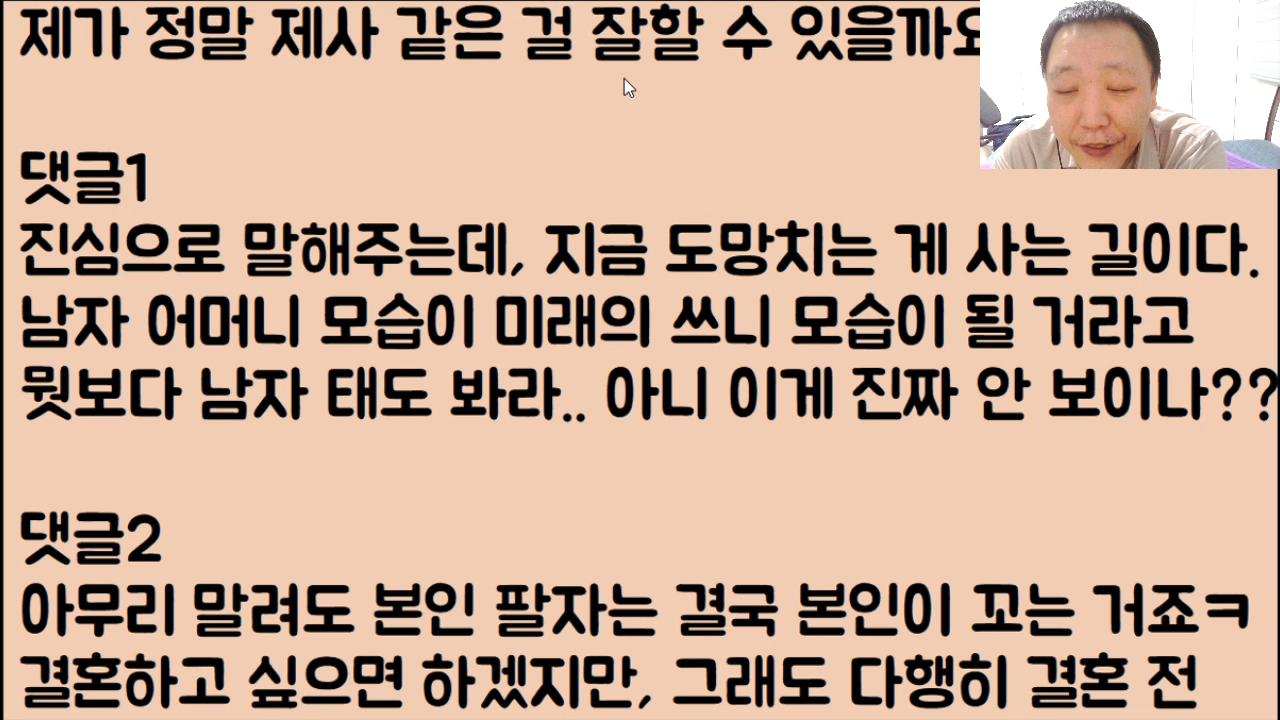 제가 정말 제사 같은 걸 잘할 수 있을까요
댓글1
진심으로 말해주는데, 지금 도망치는 게 사는 길이다.
남자 어머니 모습이 미래의 쓰니 모습이 될 거라고
뭣보다 남자 태도 봐라.. 아니 이게 진짜 안 보이나??
댓글2
아무리 말려도 본인 팔자는 결국 본인이 꼬는 거죠ㅋ
결혼하고 싶으면 하겠지만, 그래도 다행히 결혼 전